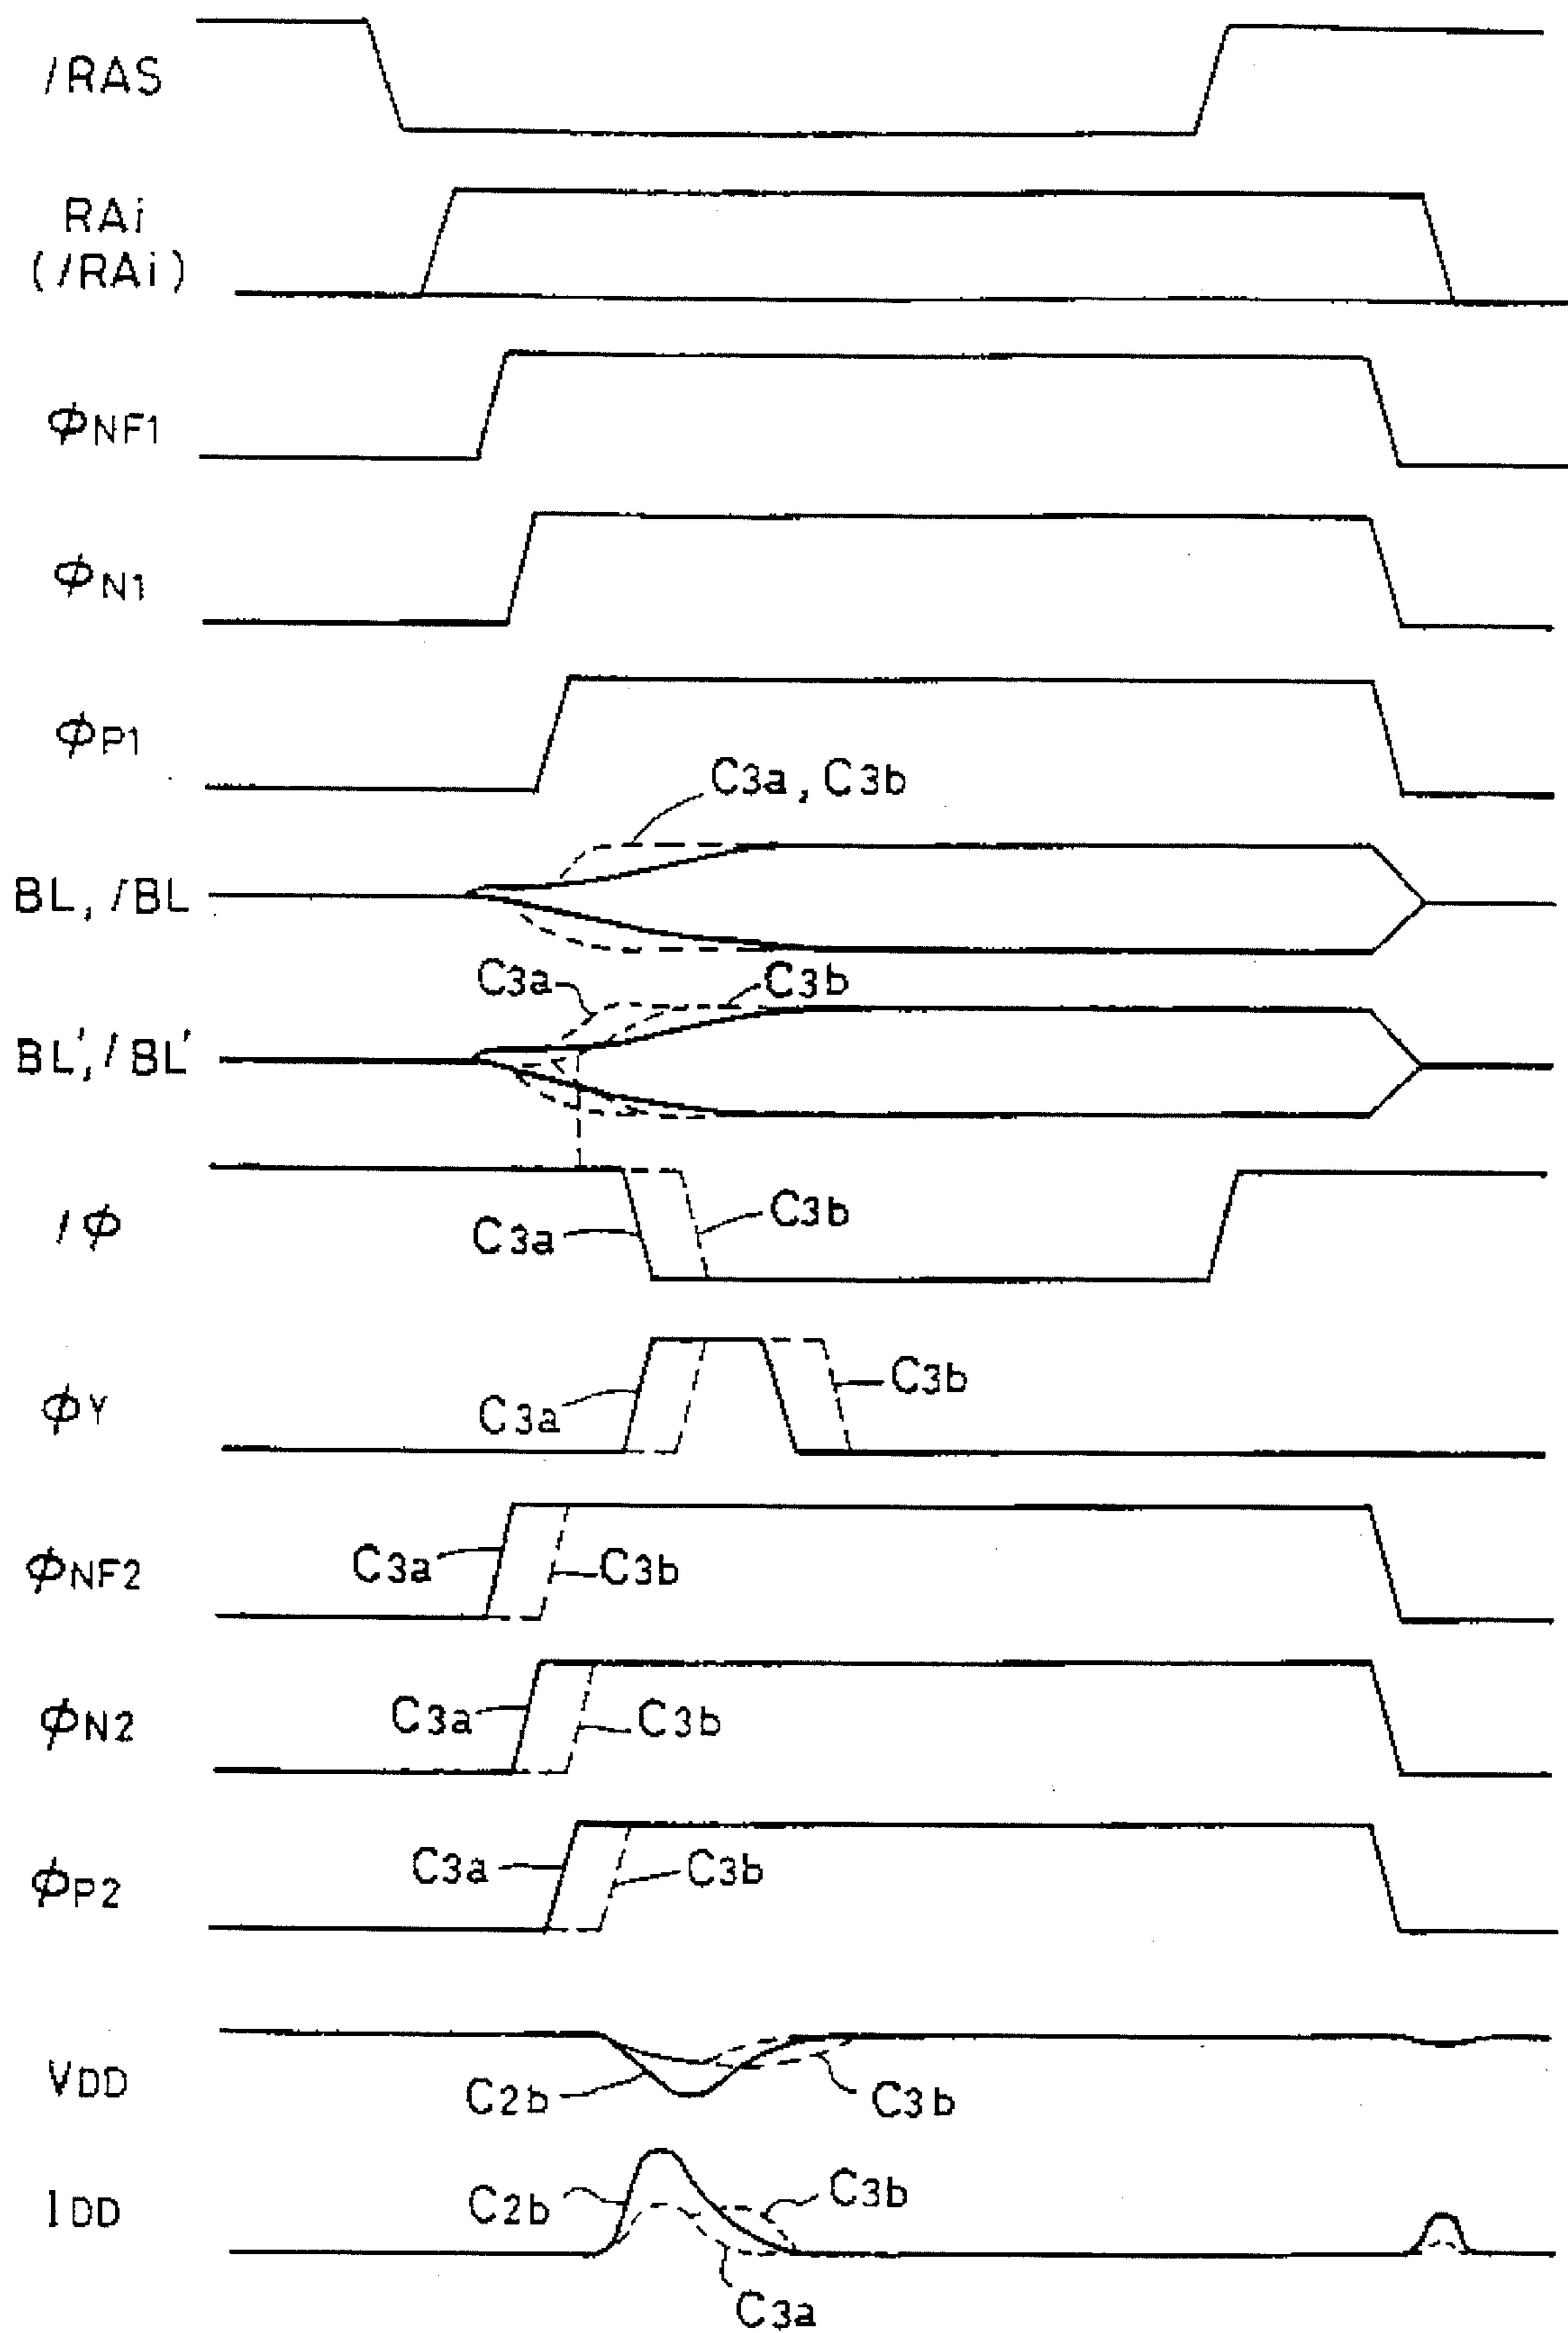 /RAS
RAi
(/RAi)
ϕNF1
ϕN1
ϕP1
C3a, C3b
BL, /BL
C3a C3b
BL', /BL'
/ϕ
C3a C3b
ϕY
C3a C3b
ϕNF2
C3a C3b
ϕN2
C3a C3b
ϕP2
C3a C3b
VDD
C2b C3b
IDD
C2b C3b
C3a